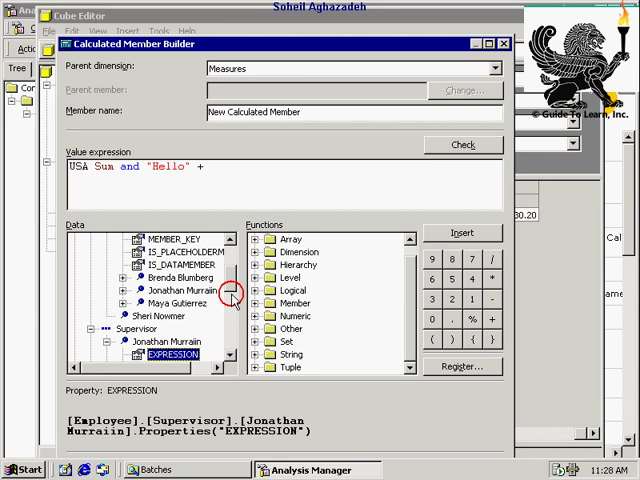 Soheil Aghazadeh
Cube Editor
File Edit View Insert Tools Help
Calculated Member Builder
Parent dimension:
Measures
Parent member:
Change...
Member name:
New Calculated Member
© Guide To Learn, Inc.
Value expression
Check
USA Sum and "Hello" +
Data
Functions
Insert
MEMBER_KEY
IS_PLACEHOLDERM
IS_DATAMEMBER
Brenda Blumberg
Jonathan Murraiin
Maya Gutierrez
Sheri Nowmer
Supervisor
Jonathan Murraiin
EXPRESSION
Array
Dimension
Hierarchy
Level
Logical
Member
Numeric
Other
Set
String
Tuple
9 8 7 /
6 5 4 *
3 2 1 -
0 . % +
( ) { }
Register...
30.20
Cal
Tree
Property: EXPRESSION
[Employee].[Supervisor].[Jonathan
Murraiin].Properties("EXPRESSION")
Start
Batches
Analysis Manager
11:28 AM